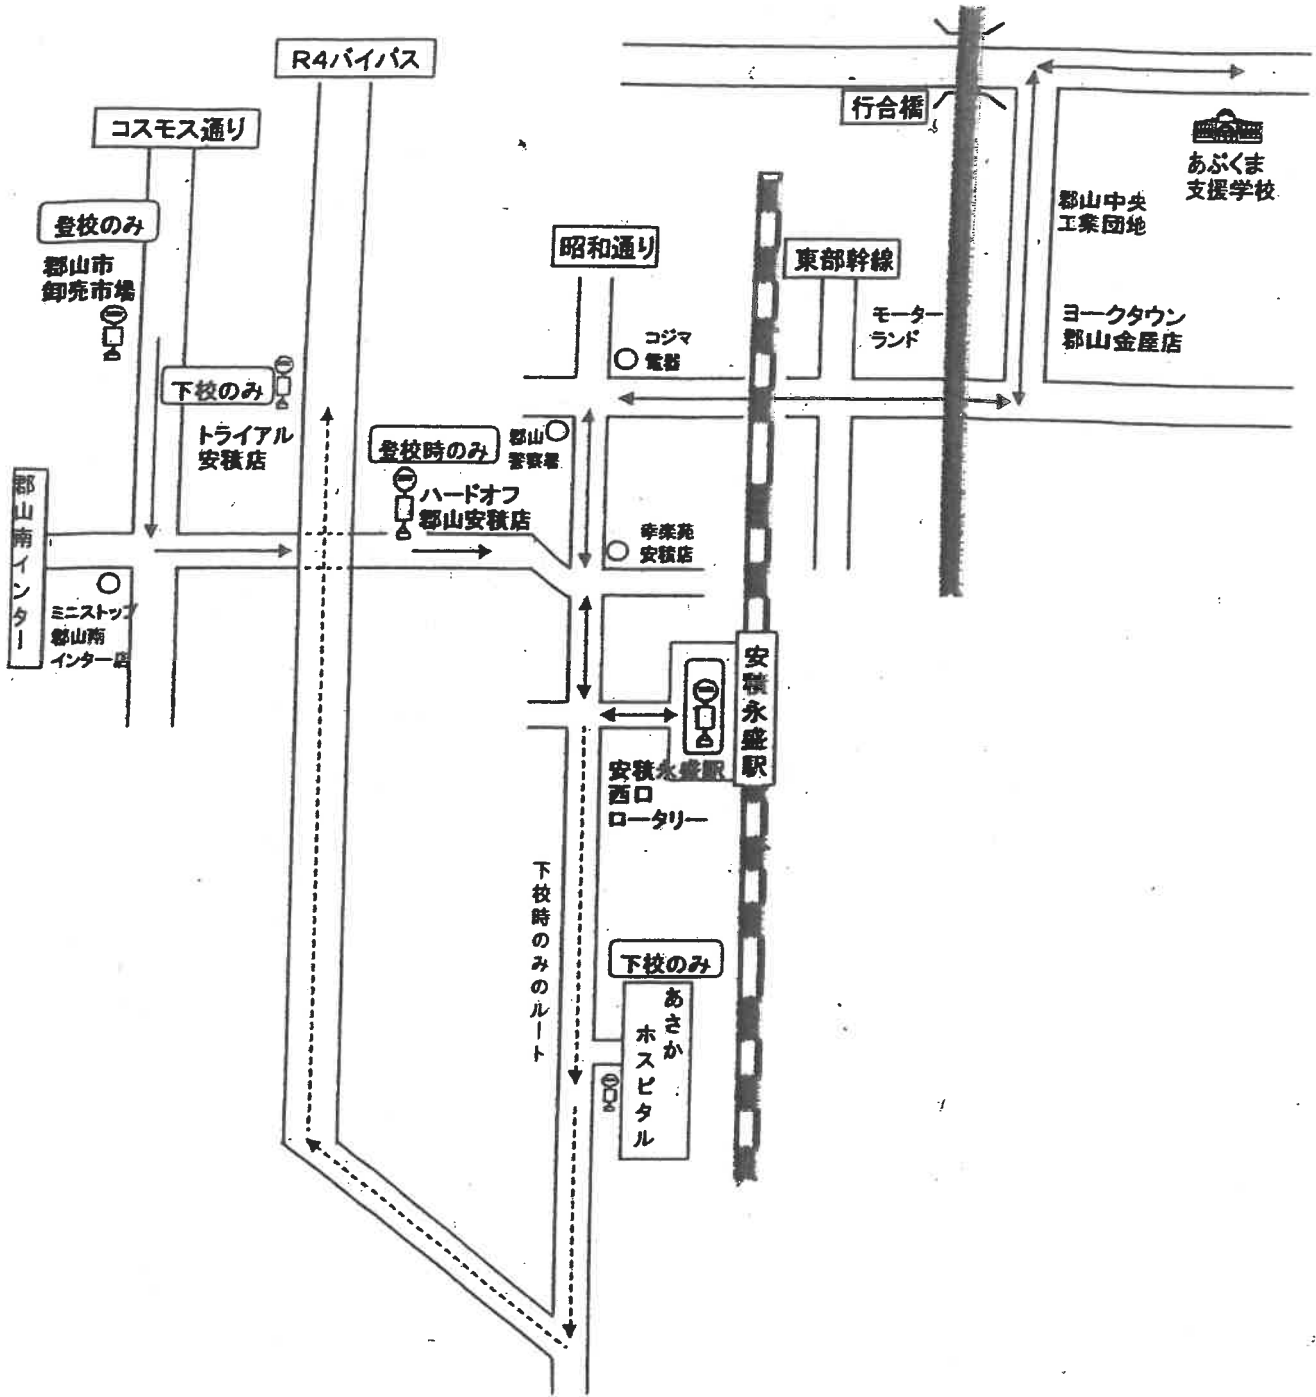 R4バイパス
コスモス通り
行合橋
あぶくま
支援学校
郡山中央
工業団地
登校のみ
郡山市
卸売市場
昭和通り
東部幹線
モーター
ランド
ヨークタウン
郡山金屋店
コジマ
電器
下校のみ
トライアル
安積店
登校時のみ
郡山
警察署
ハードオフ
郡山安積店
幸楽苑
安積店
郡山南インター
ミニストップ
郡山南
インター店
安積永盛駅
安積永盛駅
西口
ロータリー
下校時のみのルート
下校のみ
あさか
ホスピタル